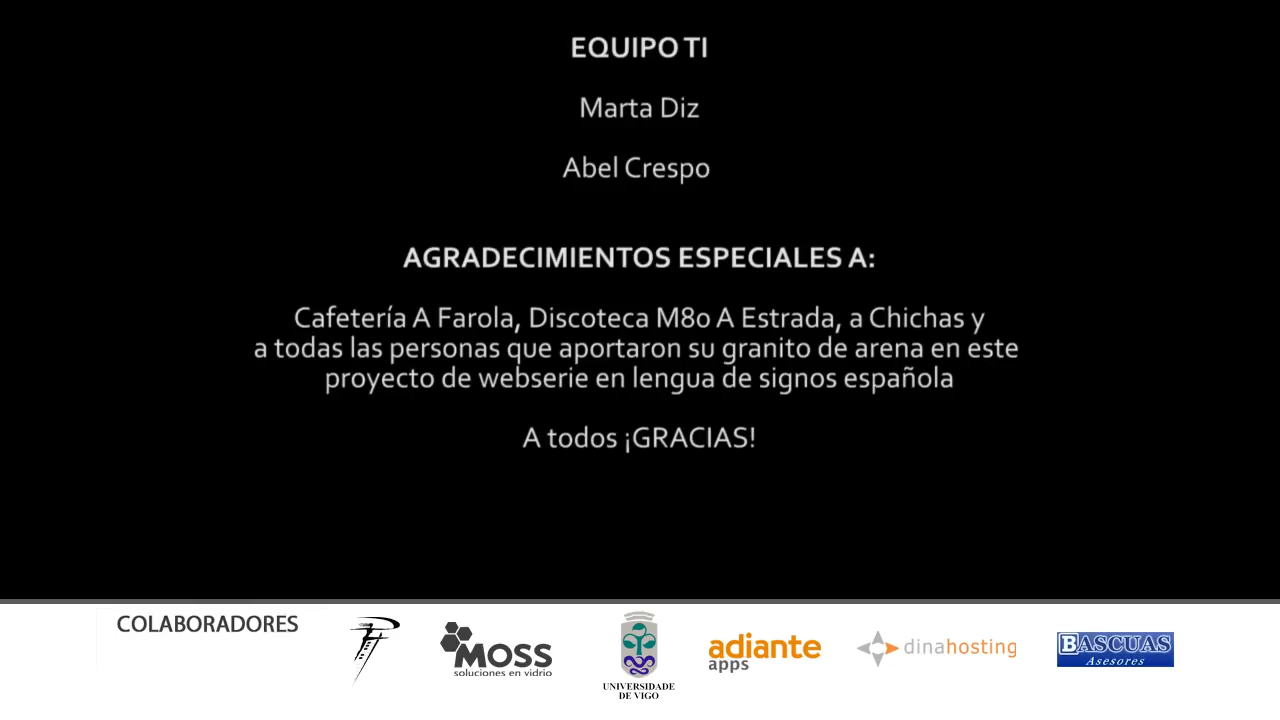 EQUIPO TI
Marta Diz
Abel Crespo
AGRADECIMIENTOS ESPECIALES A:
Cafetería A Farola, Discoteca M80 A Estrada, a Chichas y
a todas las personas que aportaron su granito de arena en este
proyecto de webserie en lengua de signos española
A todos ¡GRACIAS!
COLABORADORES
MOSS
soluciones en vidrio
UNIVERSIDADE
DE VIGO
adiante
apps
dinahosting
BASCUAS
Asesores